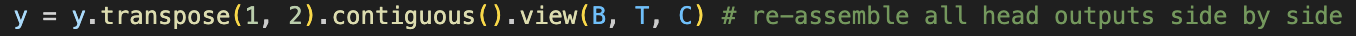 y = y.transpose(1, 2).contiguous().view(B, T, C) # re-assemble all head outputs side by side